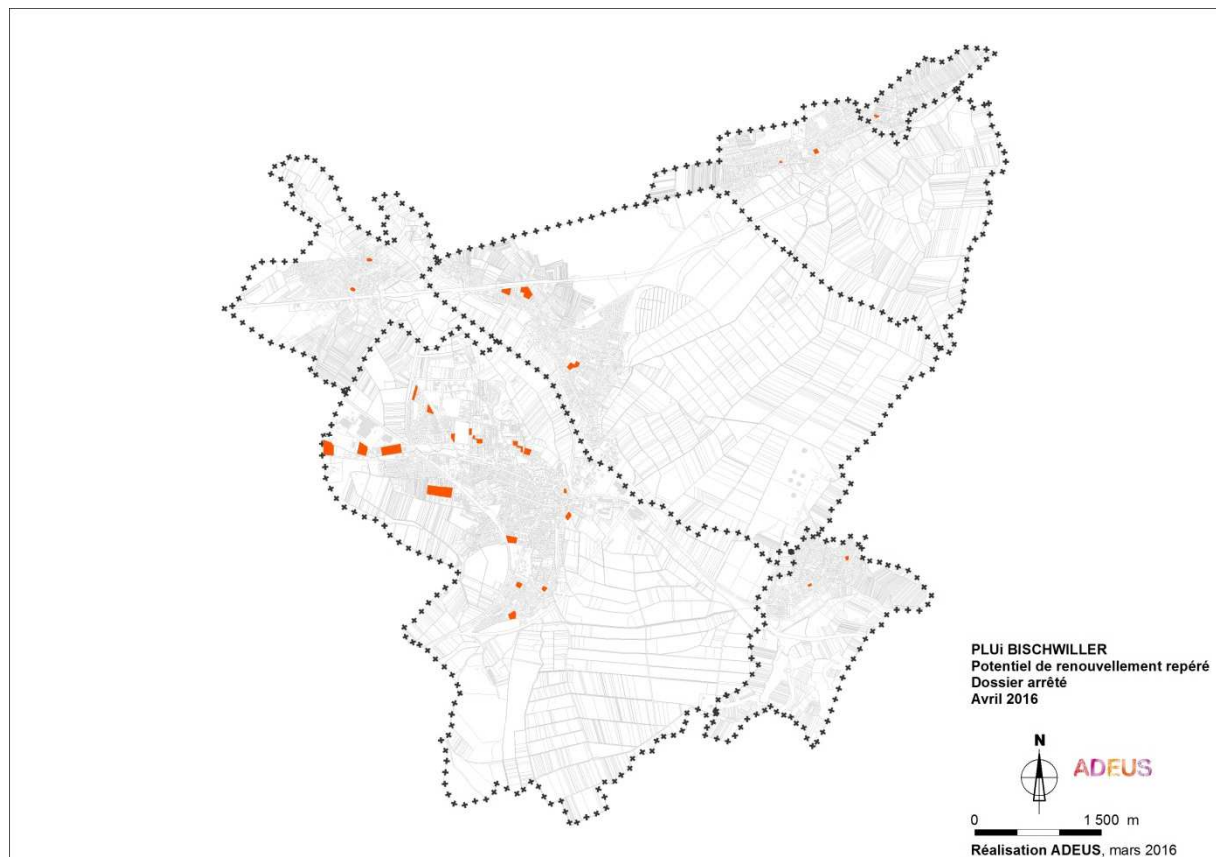 PLUi BISCHWILLER
Potentiel de renouvellement repéré
Dossier arrêté
Avril 2016
N
ADEUS
0 1 500 m
Réalisation ADEUS, mars 2016